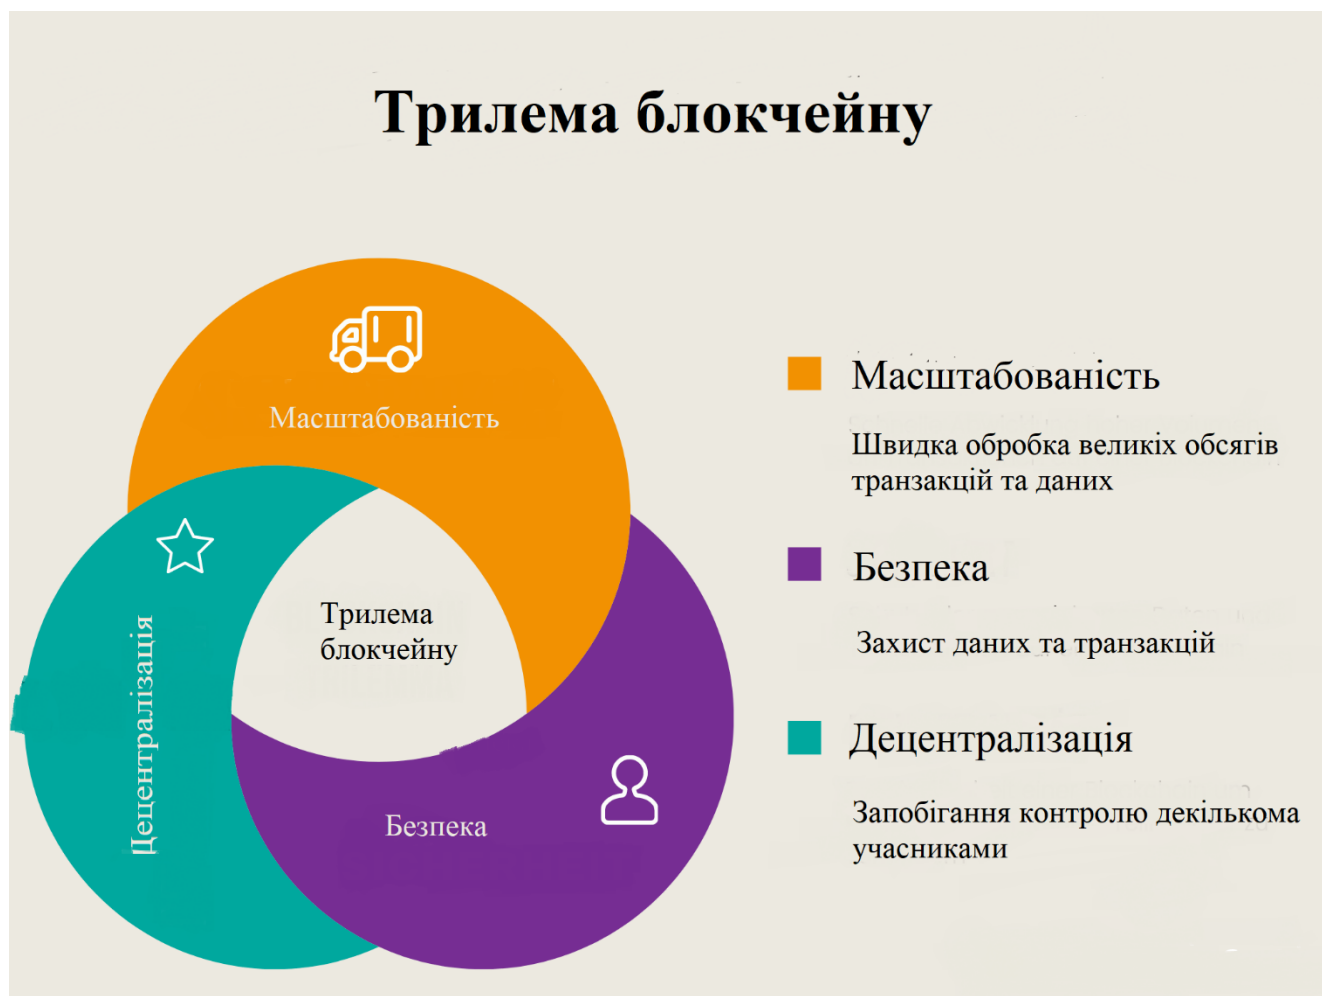 Трилема блокчейну
Масштабованість
Децентралізація
Трилема
блокчейну
Безпека
Масштабованість
Швидка обробка великіх обсягів
транзакцій та даних
Безпека
Захист даних та транзакцій
Децентралізація
Запобігання контролю декількома
учасниками